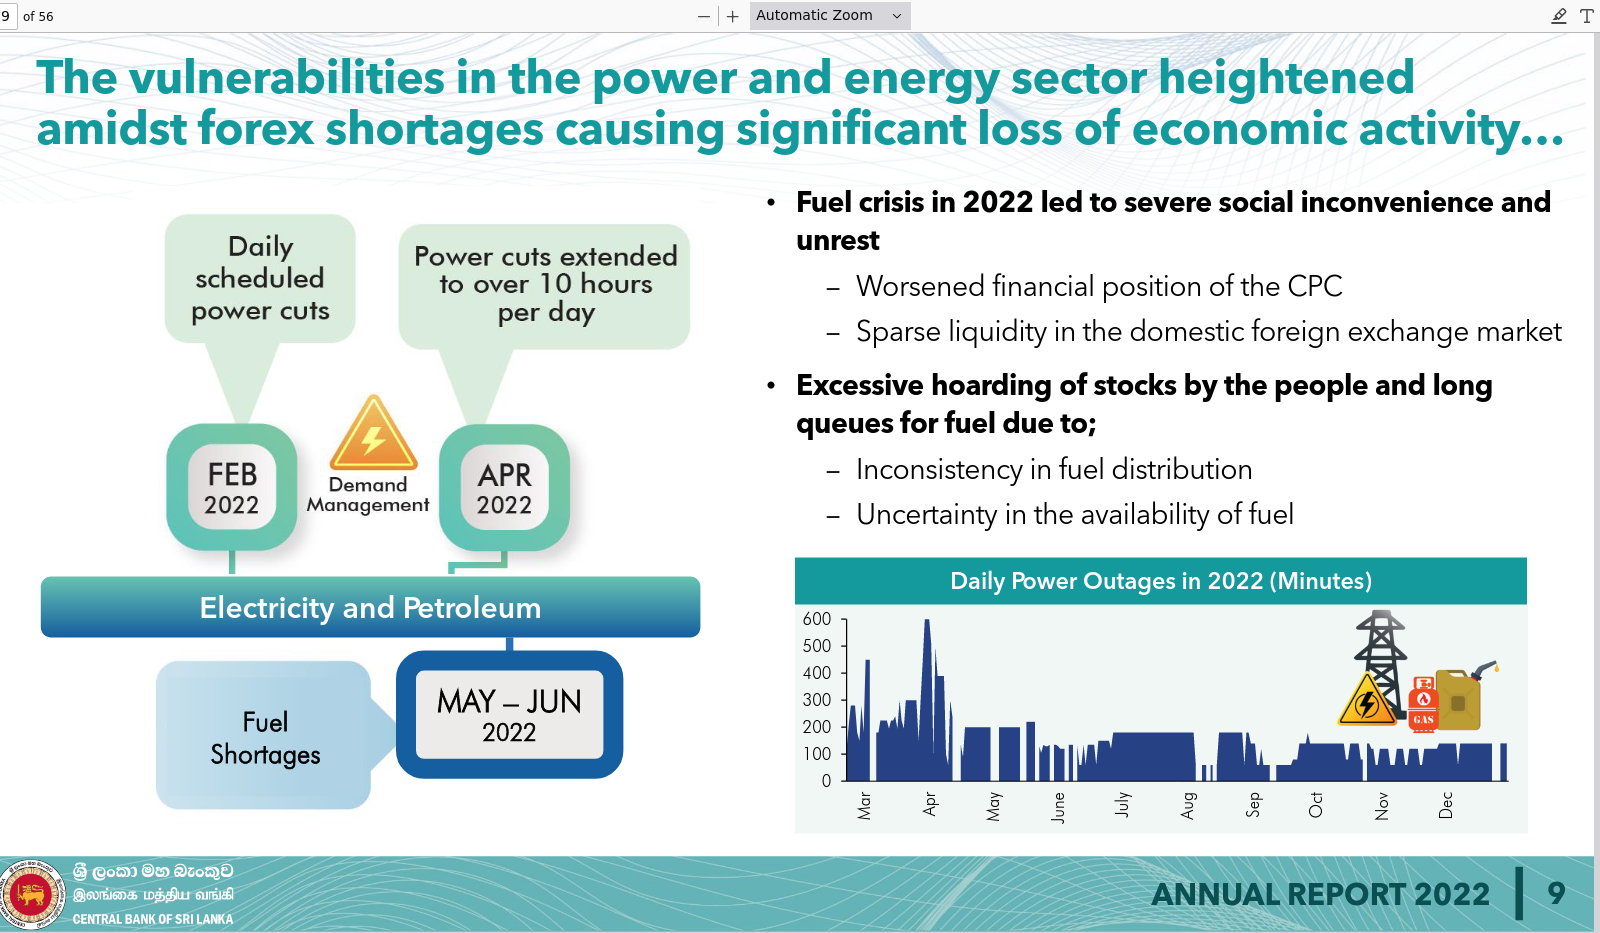 9 of 56
Automatic Zoom
The vulnerabilities in the power and energy sector heightened
amidst forex shortages causing significant loss of economic activity...
Daily
scheduled
power cuts
Power cuts extended
to over 10 hours
per day
FEB
2022
Demand
Management
APR
2022
Electricity and Petroleum
Fuel
Shortages
MAY – JUN
2022
• Fuel crisis in 2022 led to severe social inconvenience and
unrest
– Worsened financial position of the CPC
– Sparse liquidity in the domestic foreign exchange market
• Excessive hoarding of stocks by the people and long
queues for fuel due to;
– Inconsistency in fuel distribution
– Uncertainty in the availability of fuel
Daily Power Outages in 2022 (Minutes)
600
500
400
300
200
100
0
Mar Apr May June July Aug Sep Oct Nov Dec
GAS
ශ්‍රී ලංකා මහ බැංකුව
இலங்கை மத்திய வங்கி
CENTRAL BANK OF SRI LANKA
ANNUAL REPORT 2022 9